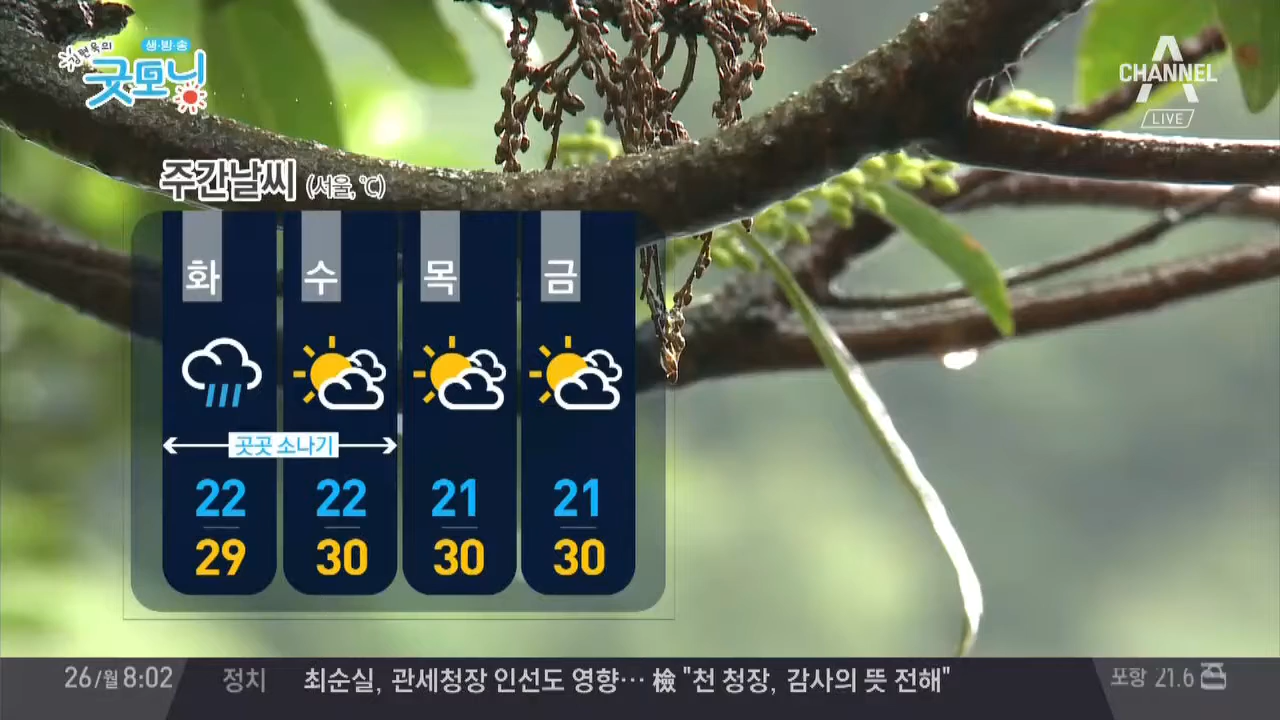 김현욱의
생·방·송
굿모닝
CHANNEL A
LIVE
주간날씨 (서울, ℃)
화 수 목 금
곳곳 소나기
22 22 21 21
29 30 30 30
26/월 8:02 정치 최순실, 관세청장 인선도 영향… 檢 "천 청장, 감사의 뜻 전해" 포항 21.6